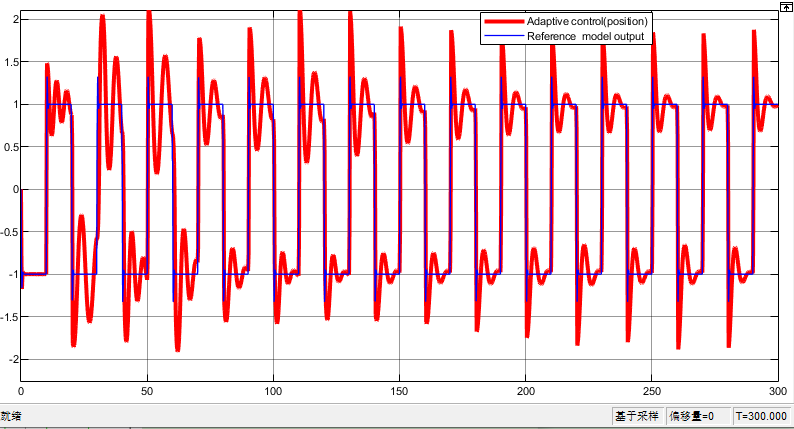 Adaptive control(position)
Reference model output
2
1.5
1
0.5
0
-0.5
-1
-1.5
-2
0 50 100 150 200 250 300
就绪 基于采样 偏移量=0 T=300.000